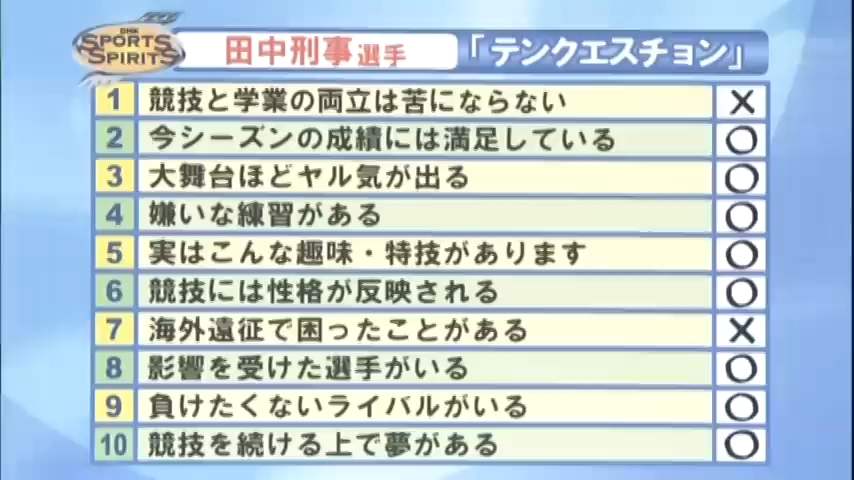 OHK
SPORTS
SPIRITS
田中刑事選手
「テンクエスチョン」
1 競技と学業の両立は苦にならない ×
2 今シーズンの成績には満足している ○
3 大舞台ほどヤル気が出る ○
4 嫌いな練習がある ○
5 実はこんな趣味・特技があります ○
6 競技には性格が反映される ○
7 海外遠征で困ったことがある ×
8 影響を受けた選手がいる ○
9 負けたくないライバルがいる ○
10 競技を続ける上で夢がある ○